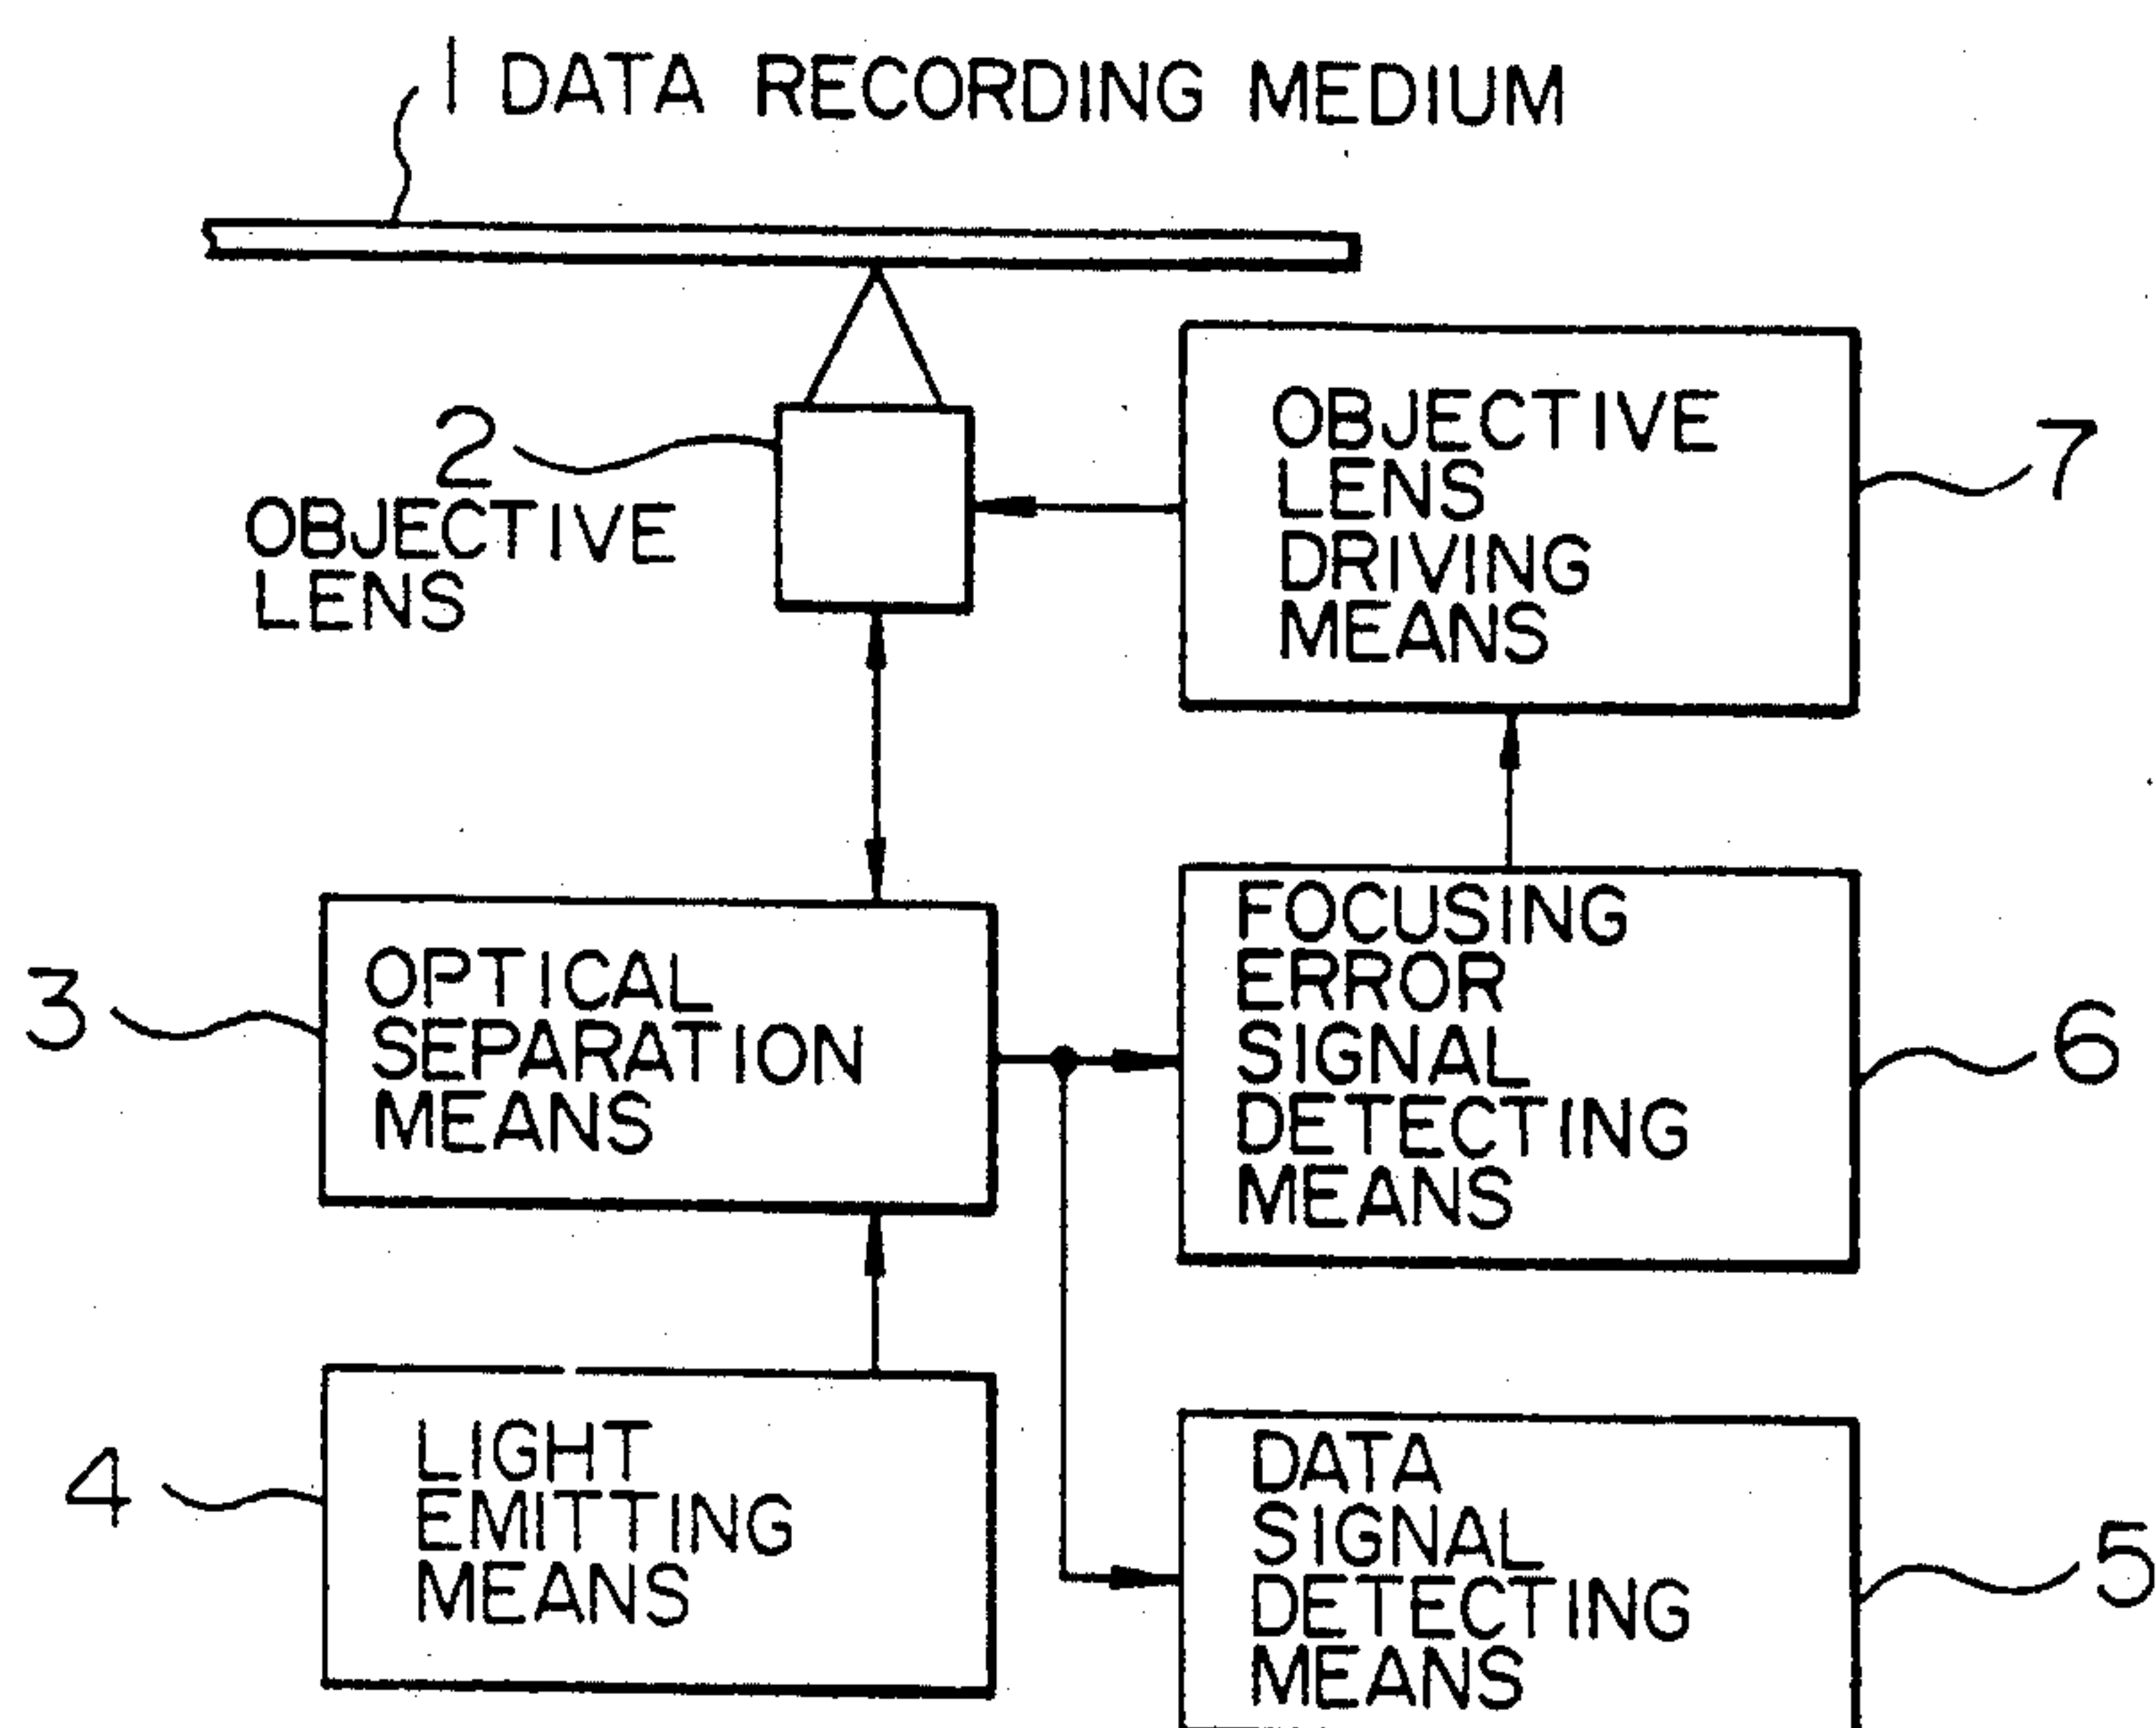 1 DATA RECORDING MEDIUM
2
OBJECTIVE
LENS
OBJECTIVE
LENS
DRIVING
MEANS
7
3
OPTICAL
SEPARATION
MEANS
FOCUSING
ERROR
SIGNAL
DETECTING
MEANS
6
4
LIGHT
EMITTING
MEANS
DATA
SIGNAL
DETECTING
MEANS
5